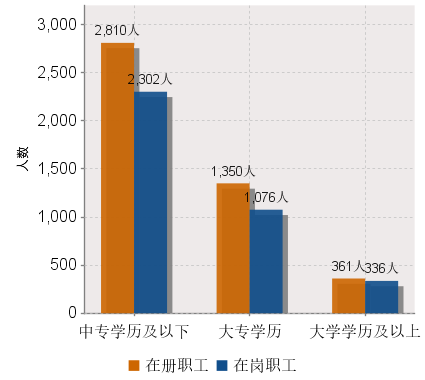 3,000
2,500
2,000
1,500
1,000
500
0
人数
2,810人
2,302人
1,350人
1,076人
361人
336人
中专学历及以下
大专学历
大学学历及以上
在册职工
在岗职工